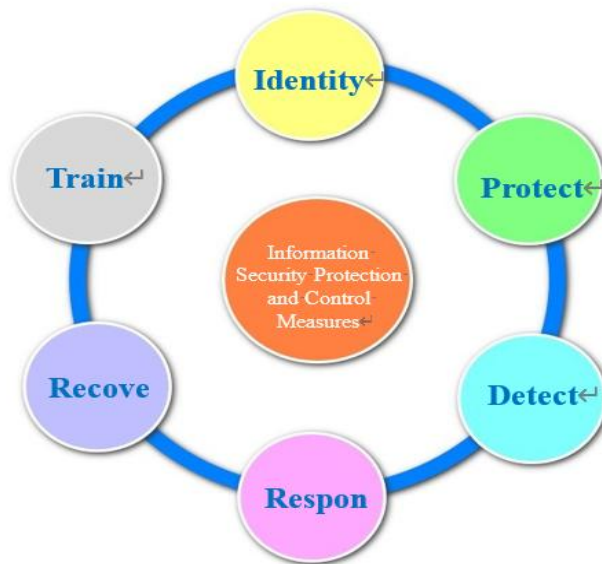 Identity
Protect
Detect
Respon
Recove
Train
Information
Security Protection
and Control
Measures